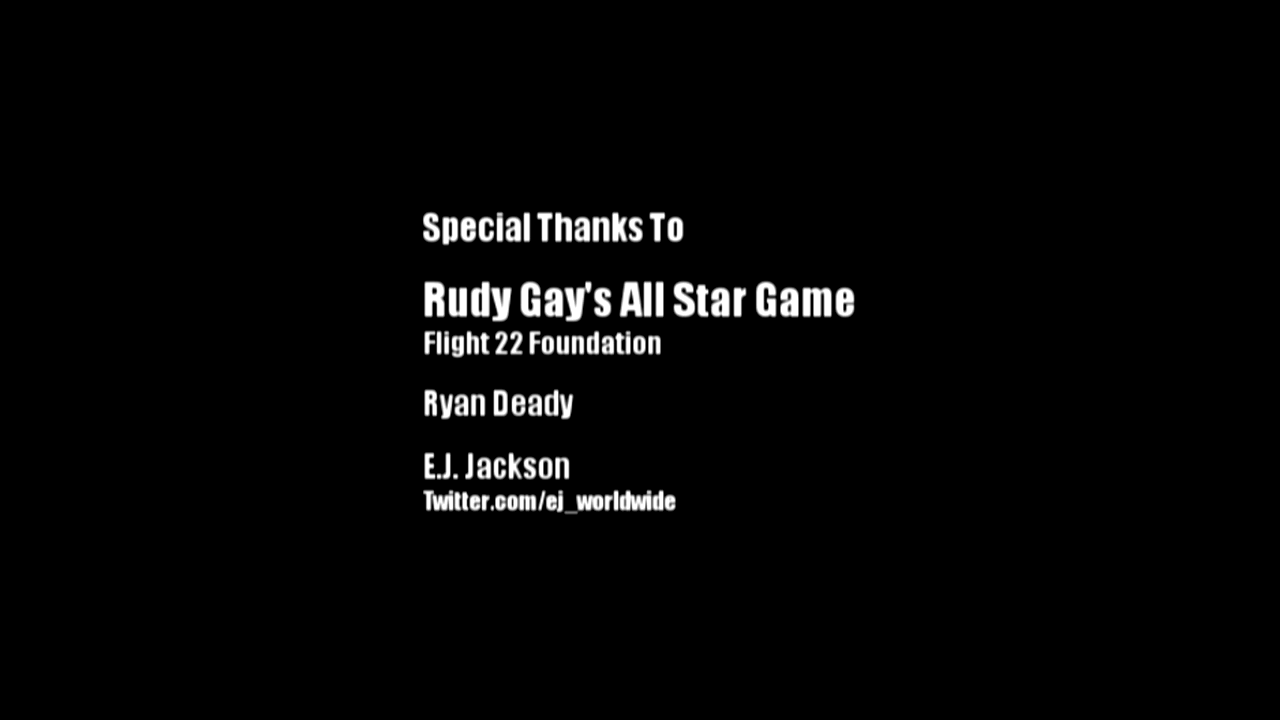 Special Thanks To
Rudy Gay's All Star Game
Flight 22 Foundation
Ryan Deady
E.J. Jackson
Twitter.com/ej_worldwide